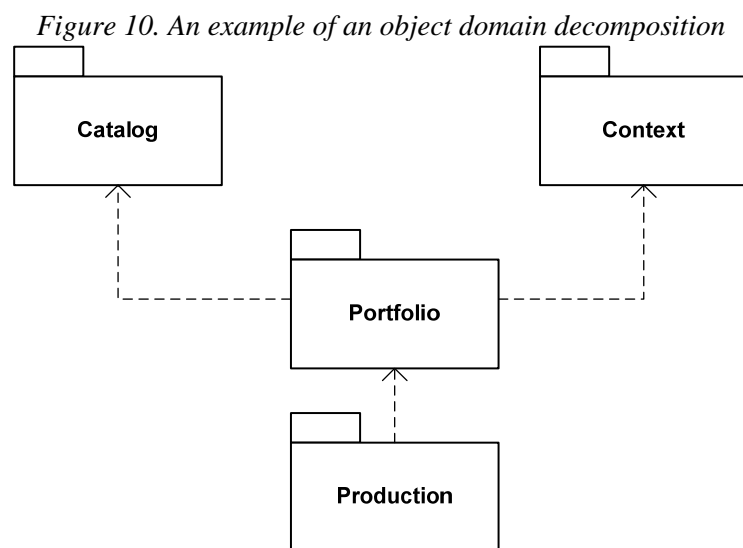 Figure 10. An example of an object domain decomposition
Catalog
Context
Portfolio
Production